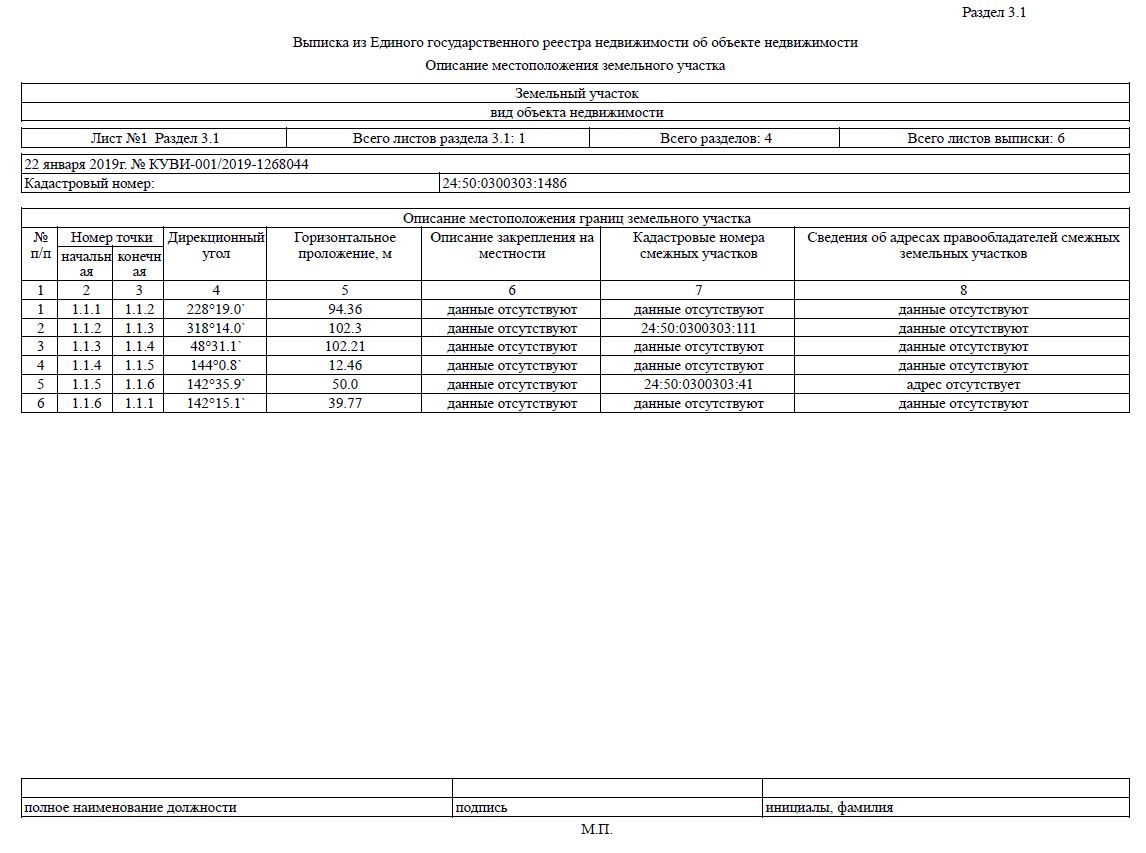 Раздел 3.1
Выписка из Единого государственного реестра недвижимости об объекте недвижимости
Описание местоположения земельного участка
Земельный участок
вид объекта недвижимости
Лист №1 Раздел 3.1 Всего листов раздела 3.1: 1 Всего разделов: 4 Всего листов выписки: 6
22 января 2019г. № КУВИ-001/2019-1268044
Кадастровый номер: 24:50:0300303:1486
Описание местоположения границ земельного участка
№ Номер точки Дирекционный Горизонтальное Описание закрепления на Кадастровые номера Сведения об адресах правообладателей смежных
п/п начальн конечн угол проложение, м местности смежных участков земельных участков
ая ая
1 2 3 4 5 6 7 8
1 1.1.1 1.1.2 228°19.0` 94.36 данные отсутствуют данные отсутствуют данные отсутствуют
2 1.1.2 1.1.3 318°14.0` 102.3 данные отсутствуют 24:50:0300303:111 данные отсутствуют
3 1.1.3 1.1.4 48°31.1` 102.21 данные отсутствуют данные отсутствуют данные отсутствуют
4 1.1.4 1.1.5 144°0.8` 12.46 данные отсутствуют данные отсутствуют данные отсутствуют
5 1.1.5 1.1.6 142°35.9` 50.0 данные отсутствуют 24:50:0300303:41 адрес отсутствует
6 1.1.6 1.1.1 142°15.1` 39.77 данные отсутствуют данные отсутствуют данные отсутствуют
полное наименование должности подпись инициалы, фамилия
М.П.